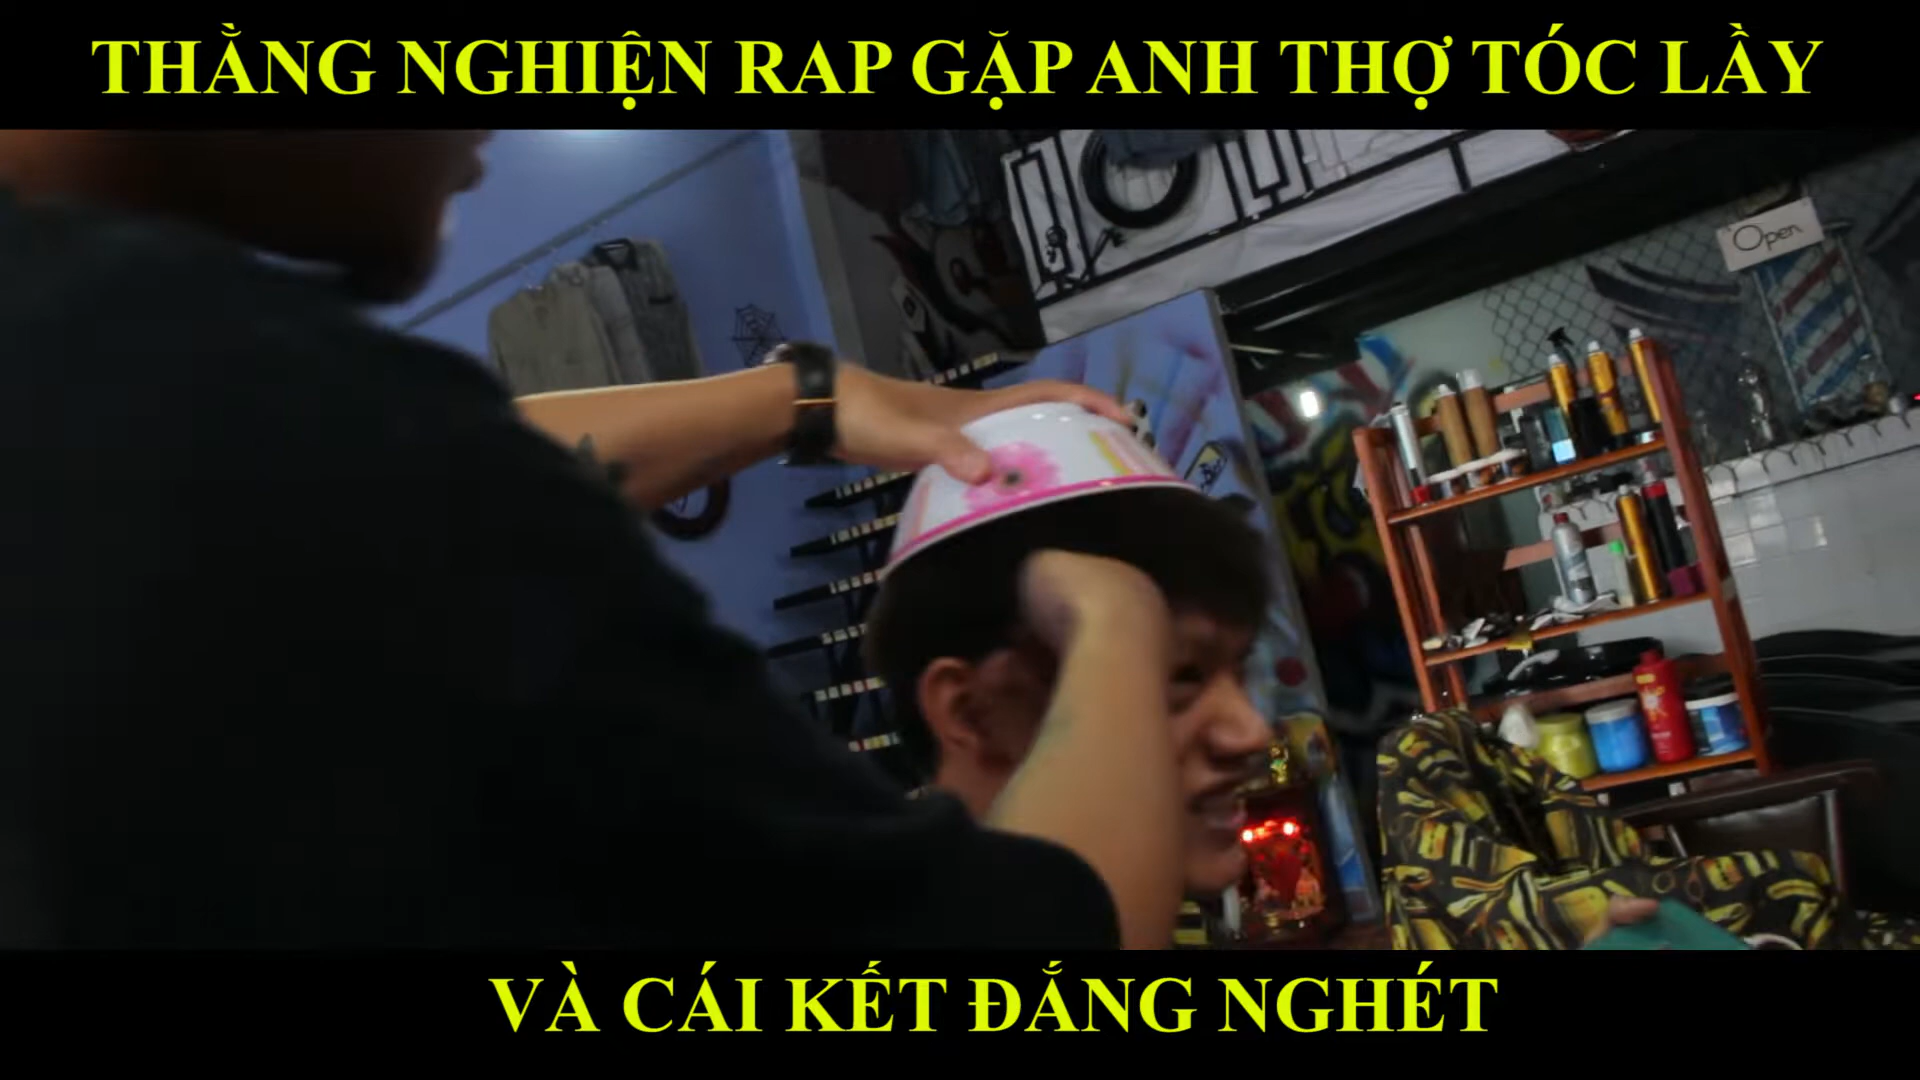 THẰNG NGHIỆN RAP GẶP ANH THỢ TÓC LẦY
Open
VÀ CÁI KẾT ĐẮNG NGHÉT